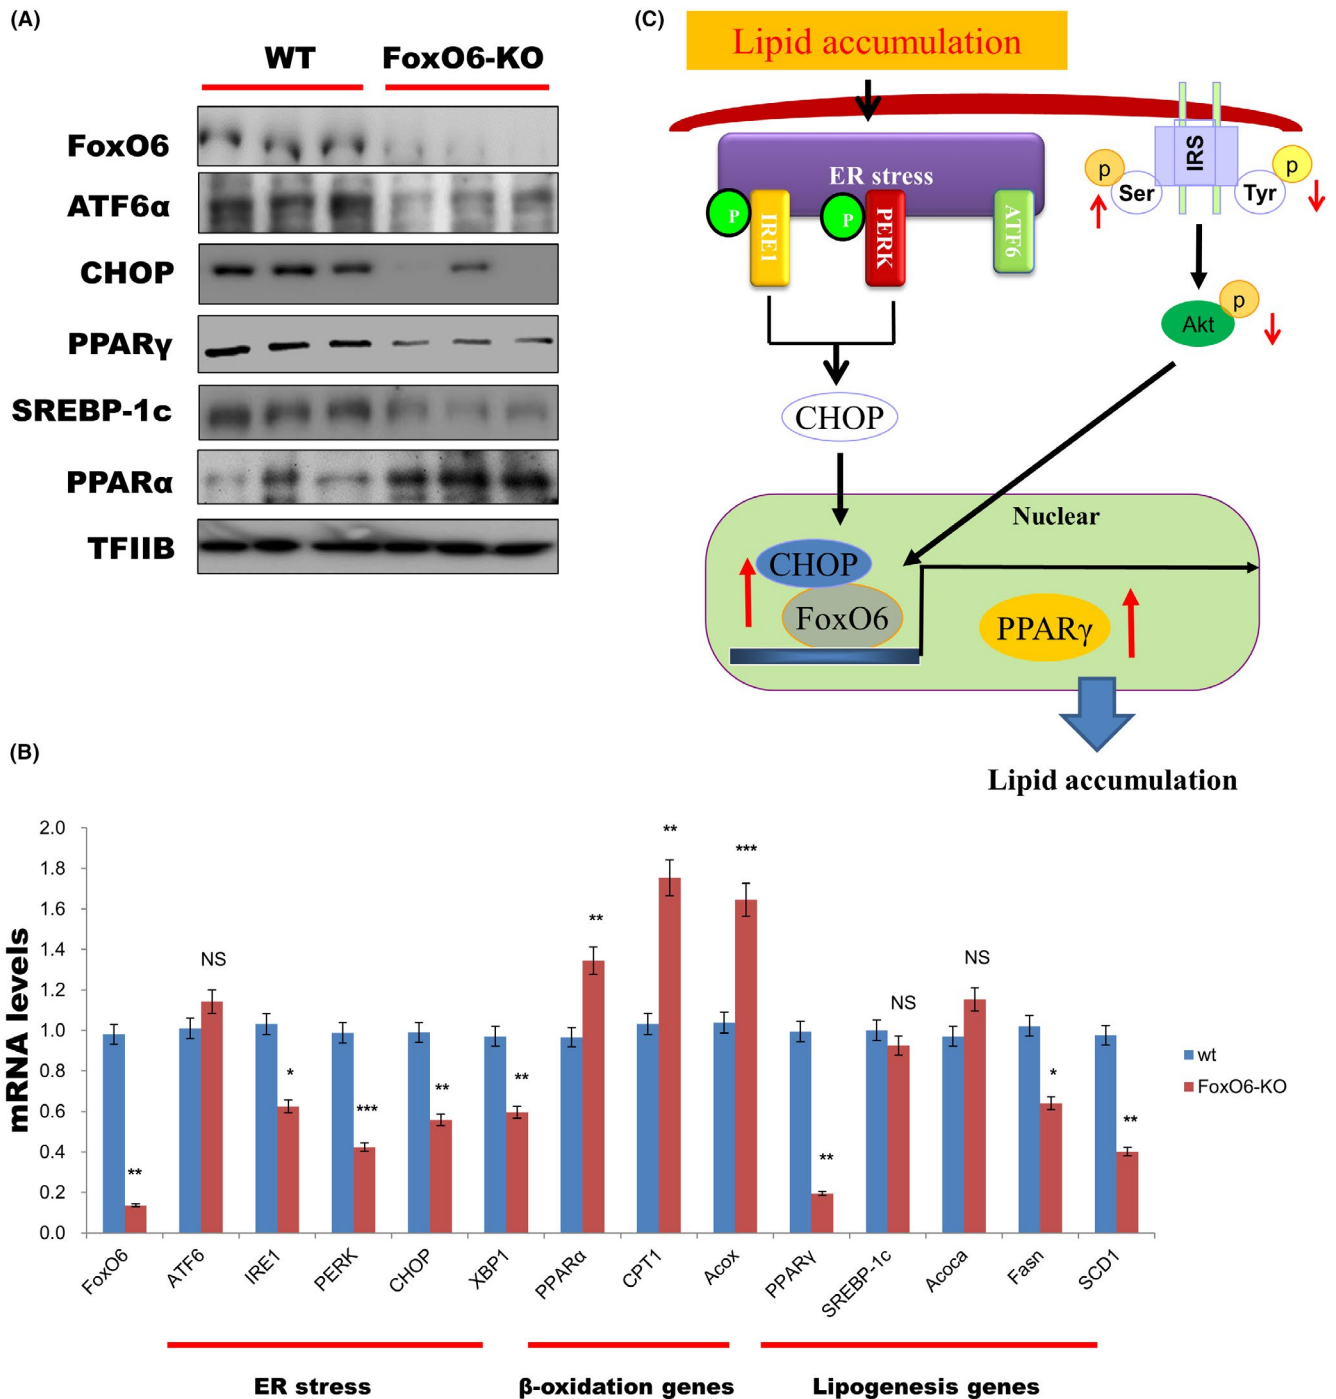 (A)
WT FoxO6-KO
FoxO6
ATF6α
CHOP
PPARγ
SREBP-1c
PPARα
TFIIB
(C)
Lipid accumulation
ER stress
P
IRE1
P
PERK
ATF6
IRS
p
Ser
Tyr
p
Akt
p
CHOP
Nuclear
CHOP
FoxO6
PPARγ
Lipid accumulation
(B)
mRNA levels
2.0
1.8
1.6
1.4
1.2
1.0
0.8
0.6
0.4
0.2
0.0
**
NS
*
***
**
**
**
**
***
**
NS
NS
*
**
wt
FoxO6-KO
FoxO6
ATF6
IRE1
PERK
CHOP
XBP1
PPARα
CPT1
Acox
PPARγ
SREBP-1c
Acoca
Fasn
SCD1
ER stress
β-oxidation genes
Lipogenesis genes